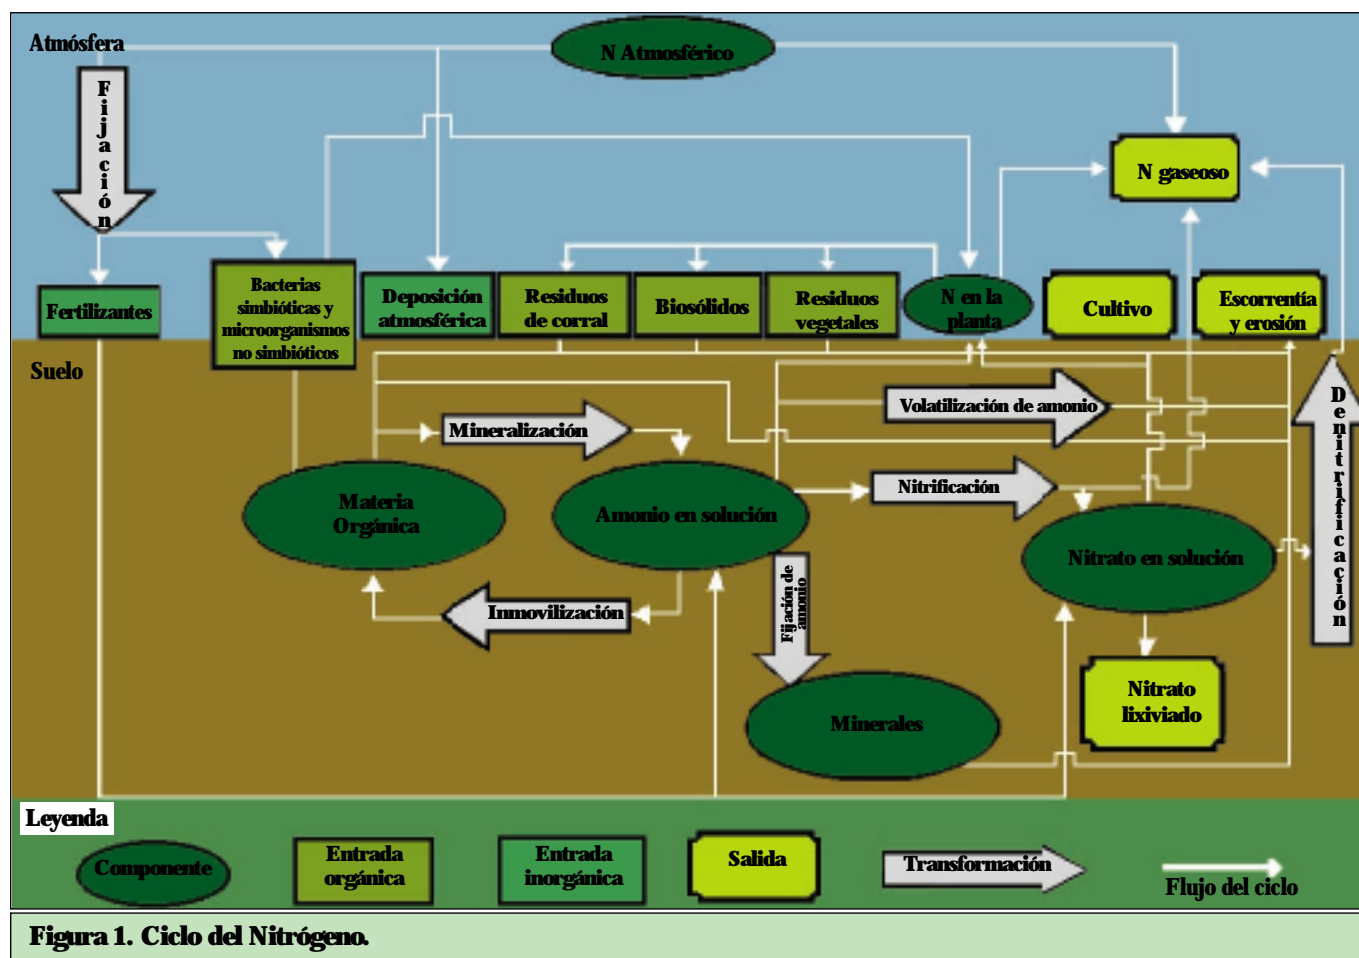 Atmósfera
N Atmosférico
Fijación
N gaseoso
Fertilizantes
Bacterias
simbióticas y
microorganismos
no simbióticos
Deposición
atmosférica
Residuos
de corral
Biosólidos
Residuos
vegetales
N en la
planta
Cultivo
Escorrentía
y erosión
Suelo
Mineralización
Volatilización de amonio
Denitrificación
Materia
Orgánica
Amonio en solución
Nitrificación
Nitrato en solución
Inmovilización
Fijación de
amonio
Minerales
Nitrato
lixiviado
Leyenda
Componente
Entrada
orgánica
Entrada
inorgánica
Salida
Transformación
Flujo del ciclo
Figura 1. Ciclo del Nitrógeno.